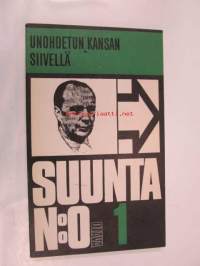 UNOHDETUN KANSAN
SIIVELLÄ
SUUNTA
N:O 1